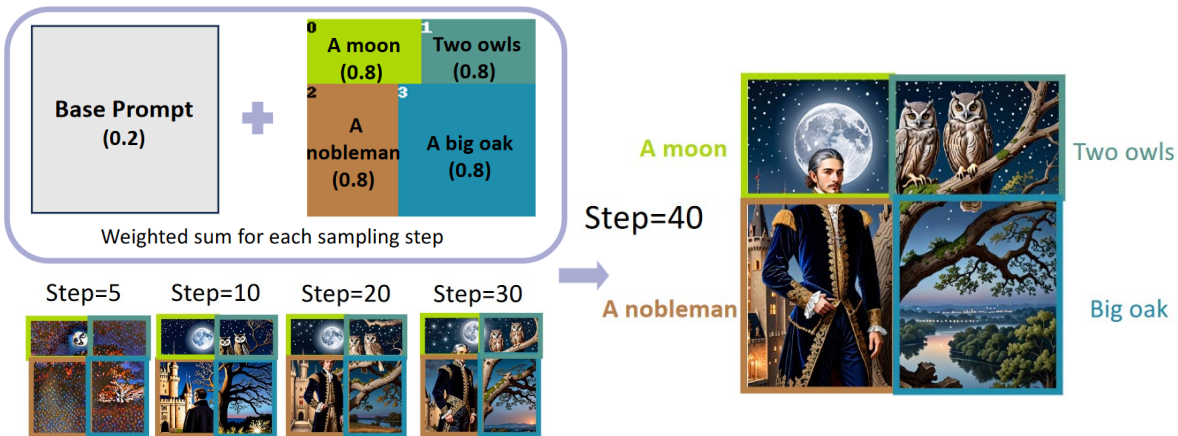 Base Prompt
(0.2)
0
A moon
(0.8)
1
Two owls
(0.8)
2
A
nobleman
(0.8)
3
A big oak
(0.8)
Weighted sum for each sampling step
Step=5
Step=10
Step=20
Step=30
Step=40
A moon
Two owls
A nobleman
Big oak